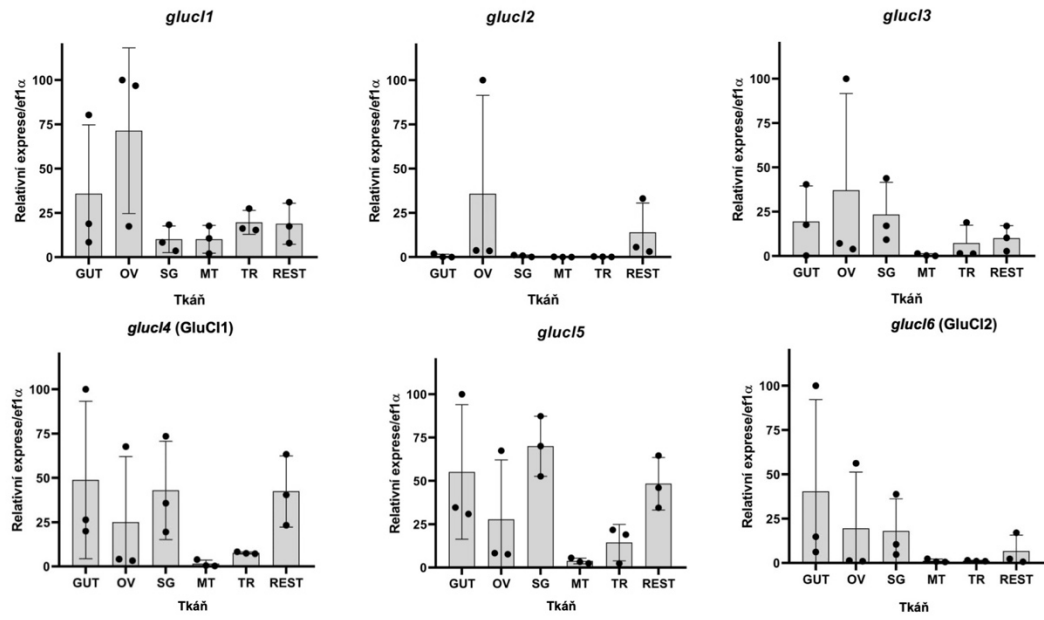 glucl1
Relativní exprese/ef1α
100
75
50
25
0
GUT OV SG MT TR REST
Tkáň
glucl2
Relativní exprese/ef1α
100
75
50
25
0
GUT OV SG MT TR REST
Tkáň
glucl3
Relativní exprese/ef1α
100
75
50
25
0
GUT OV SG MT TR REST
Tkáň
glucl4 (GluCl1)
Relativní exprese/ef1α
100
75
50
25
0
GUT OV SG MT TR REST
Tkáň
glucl5
Relativní exprese/ef1α
100
75
50
25
0
GUT OV SG MT TR REST
Tkáň
glucl6 (GluCl2)
Relativní exprese/ef1α
100
75
50
25
0
GUT OV SG MT TR REST
Tkáň